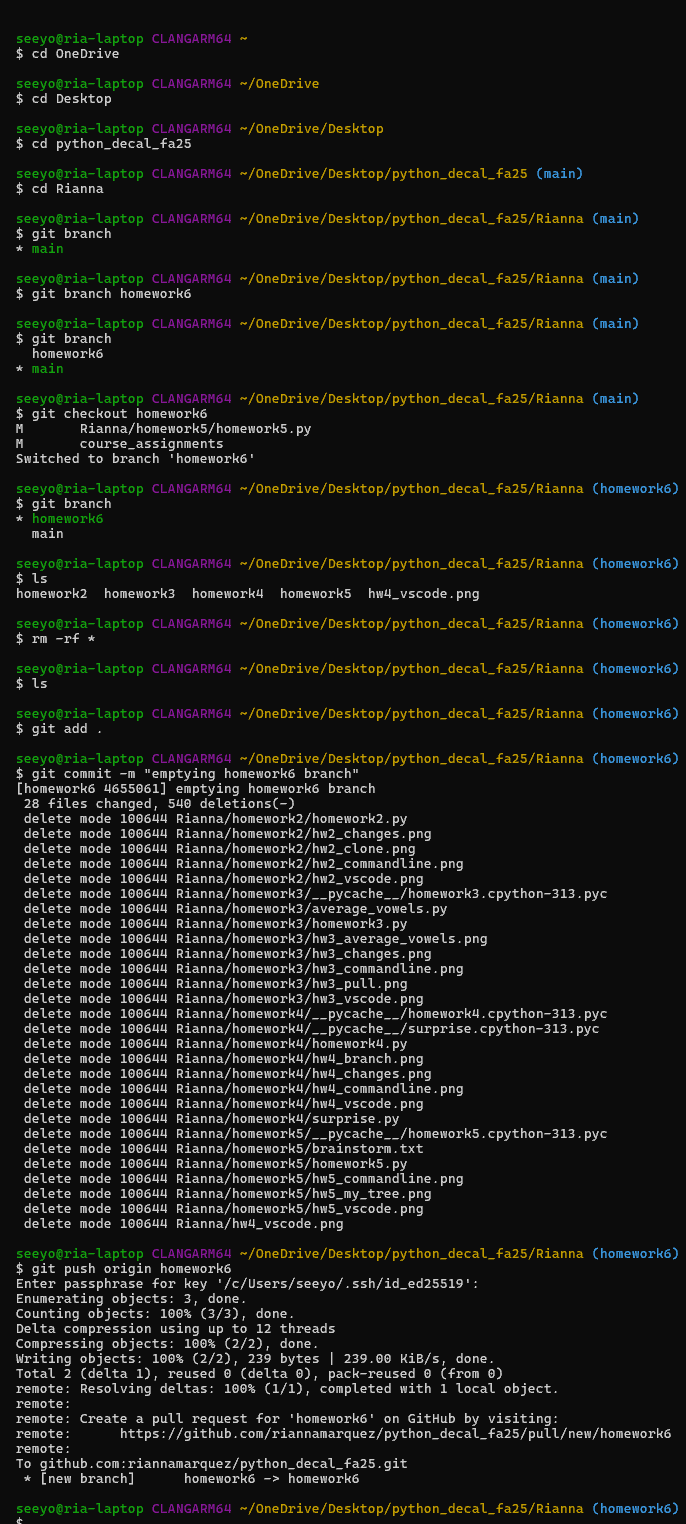 seeyo@ria-laptop CLANGARM64 ~
$ cd OneDrive
seeyo@ria-laptop CLANGARM64 ~/OneDrive
$ cd Desktop
seeyo@ria-laptop CLANGARM64 ~/OneDrive/Desktop
$ cd python_decal_fa25
seeyo@ria-laptop CLANGARM64 ~/OneDrive/Desktop/python_decal_fa25 (main)
$ cd Rianna
seeyo@ria-laptop CLANGARM64 ~/OneDrive/Desktop/python_decal_fa25/Rianna (main)
$ git branch
* main
seeyo@ria-laptop CLANGARM64 ~/OneDrive/Desktop/python_decal_fa25/Rianna (main)
$ git branch homework6
seeyo@ria-laptop CLANGARM64 ~/OneDrive/Desktop/python_decal_fa25/Rianna (main)
$ git branch
  homework6
* main
seeyo@ria-laptop CLANGARM64 ~/OneDrive/Desktop/python_decal_fa25/Rianna (main)
$ git checkout homework6
M       Rianna/homework5/homework5.py
M       course_assignments
Switched to branch 'homework6'
seeyo@ria-laptop CLANGARM64 ~/OneDrive/Desktop/python_decal_fa25/Rianna (homework6)
$ git branch
* homework6
  main
seeyo@ria-laptop CLANGARM64 ~/OneDrive/Desktop/python_decal_fa25/Rianna (homework6)
$ ls
homework2  homework3  homework4  homework5  hw4_vscode.png
seeyo@ria-laptop CLANGARM64 ~/OneDrive/Desktop/python_decal_fa25/Rianna (homework6)
$ rm -rf *
seeyo@ria-laptop CLANGARM64 ~/OneDrive/Desktop/python_decal_fa25/Rianna (homework6)
$ ls
seeyo@ria-laptop CLANGARM64 ~/OneDrive/Desktop/python_decal_fa25/Rianna (homework6)
$ git add .
seeyo@ria-laptop CLANGARM64 ~/OneDrive/Desktop/python_decal_fa25/Rianna (homework6)
$ git commit -m "emptying homework6 branch"
[homework6 4655061] emptying homework6 branch
 28 files changed, 540 deletions(-)
 delete mode 100644 Rianna/homework2/homework2.py
 delete mode 100644 Rianna/homework2/hw2_changes.png
 delete mode 100644 Rianna/homework2/hw2_clone.png
 delete mode 100644 Rianna/homework2/hw2_commandline.png
 delete mode 100644 Rianna/homework2/hw2_vscode.png
 delete mode 100644 Rianna/homework3/__pycache__/homework3.cpython-313.pyc
 delete mode 100644 Rianna/homework3/average_vowels.py
 delete mode 100644 Rianna/homework3/homework3.py
 delete mode 100644 Rianna/homework3/hw3_average_vowels.png
 delete mode 100644 Rianna/homework3/hw3_changes.png
 delete mode 100644 Rianna/homework3/hw3_commandline.png
 delete mode 100644 Rianna/homework3/hw3_pull.png
 delete mode 100644 Rianna/homework3/hw3_vscode.png
 delete mode 100644 Rianna/homework4/__pycache__/homework4.cpython-313.pyc
 delete mode 100644 Rianna/homework4/__pycache__/surprise.cpython-313.pyc
 delete mode 100644 Rianna/homework4/homework4.py
 delete mode 100644 Rianna/homework4/hw4_branch.png
 delete mode 100644 Rianna/homework4/hw4_changes.png
 delete mode 100644 Rianna/homework4/hw4_commandline.png
 delete mode 100644 Rianna/homework4/hw4_vscode.png
 delete mode 100644 Rianna/homework4/surprise.py
 delete mode 100644 Rianna/homework5/__pycache__/homework5.cpython-313.pyc
 delete mode 100644 Rianna/homework5/brainstorm.txt
 delete mode 100644 Rianna/homework5/homework5.py
 delete mode 100644 Rianna/homework5/hw5_commandline.png
 delete mode 100644 Rianna/homework5/hw5_my_tree.png
 delete mode 100644 Rianna/homework5/hw5_vscode.png
 delete mode 100644 Rianna/hw4_vscode.png
seeyo@ria-laptop CLANGARM64 ~/OneDrive/Desktop/python_decal_fa25/Rianna (homework6)
$ git push origin homework6
Enter passphrase for key '/c/Users/seeyo/.ssh/id_ed25519':
Enumerating objects: 3, done.
Counting objects: 100% (3/3), done.
Delta compression using up to 12 threads
Compressing objects: 100% (2/2), done.
Writing objects: 100% (2/2), 239 bytes | 239.00 KiB/s, done.
Total 2 (delta 1), reused 0 (delta 0), pack-reused 0 (from 0)
remote: Resolving deltas: 100% (1/1), completed with 1 local object.
remote:
remote: Create a pull request for 'homework6' on GitHub by visiting:
remote:      https://github.com/riannamarquez/python_decal_fa25/pull/new/homework6
remote:
To github.com:riannamarquez/python_decal_fa25.git
 * [new branch]      homework6 -> homework6
seeyo@ria-laptop CLANGARM64 ~/OneDrive/Desktop/python_decal_fa25/Rianna (homework6)
$